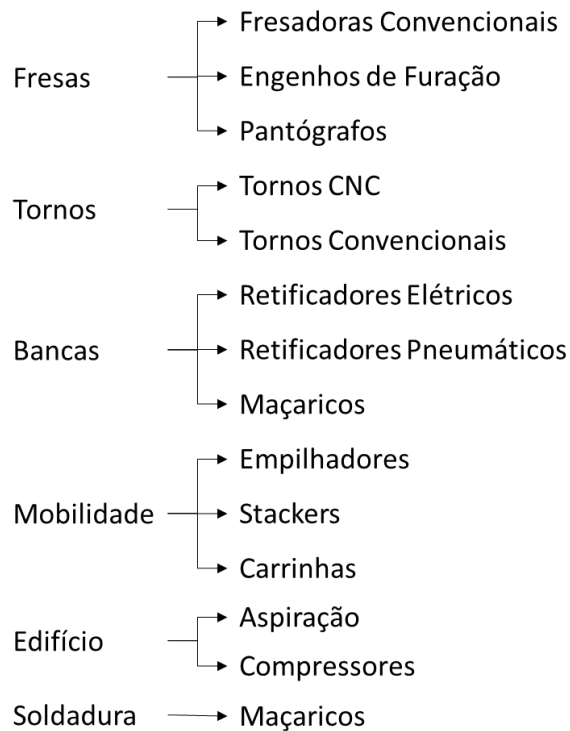 Fresas
Fresadoras Convencionais
Engenhos de Furação
Pantógrafos
Tornos
Tornos CNC
Tornos Convencionais
Bancas
Retificadores Elétricos
Retificadores Pneumáticos
Maçaricos
Mobilidade
Empilhadores
Stackers
Carrinhas
Edifício
Aspiração
Compressores
Soldadura
Maçaricos